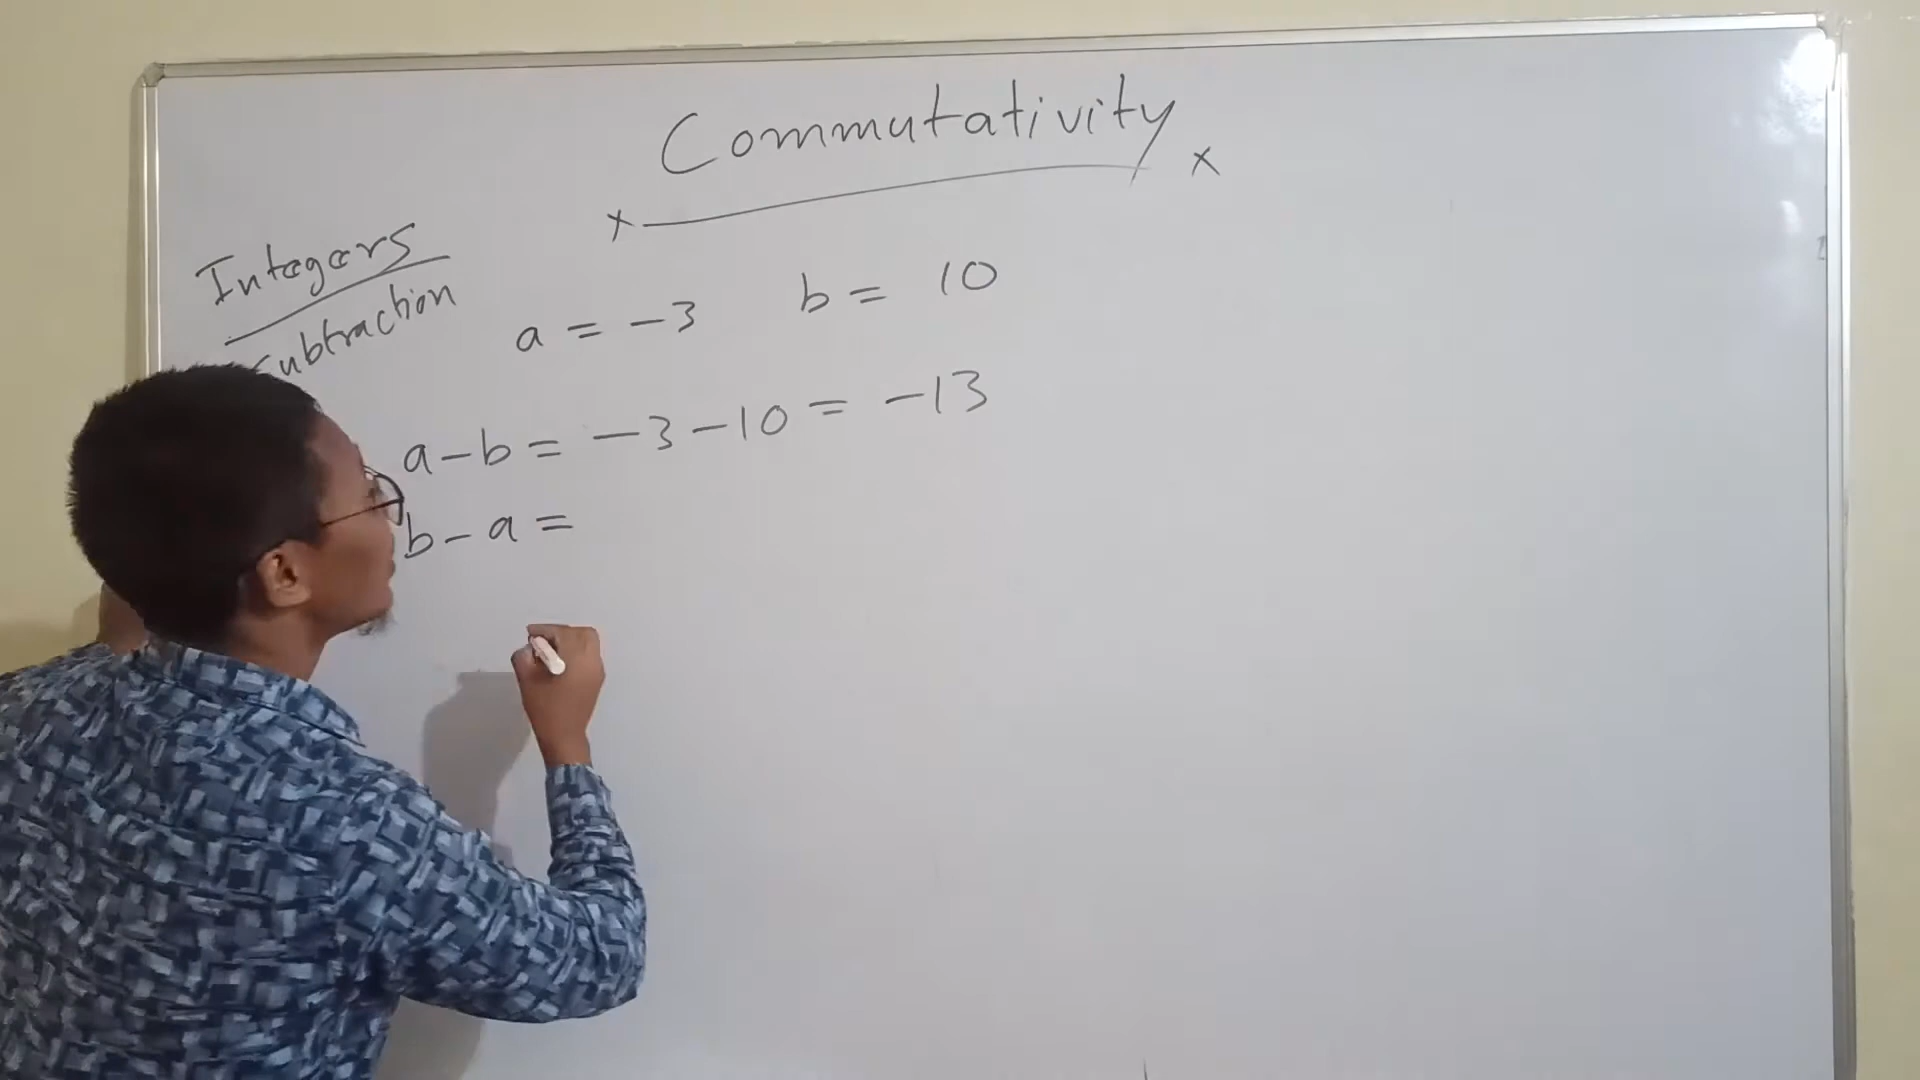 Commutativity
x x
Integers
Subtraction
a = -3 b = 10
a-b = -3-10 = -13
b-a =